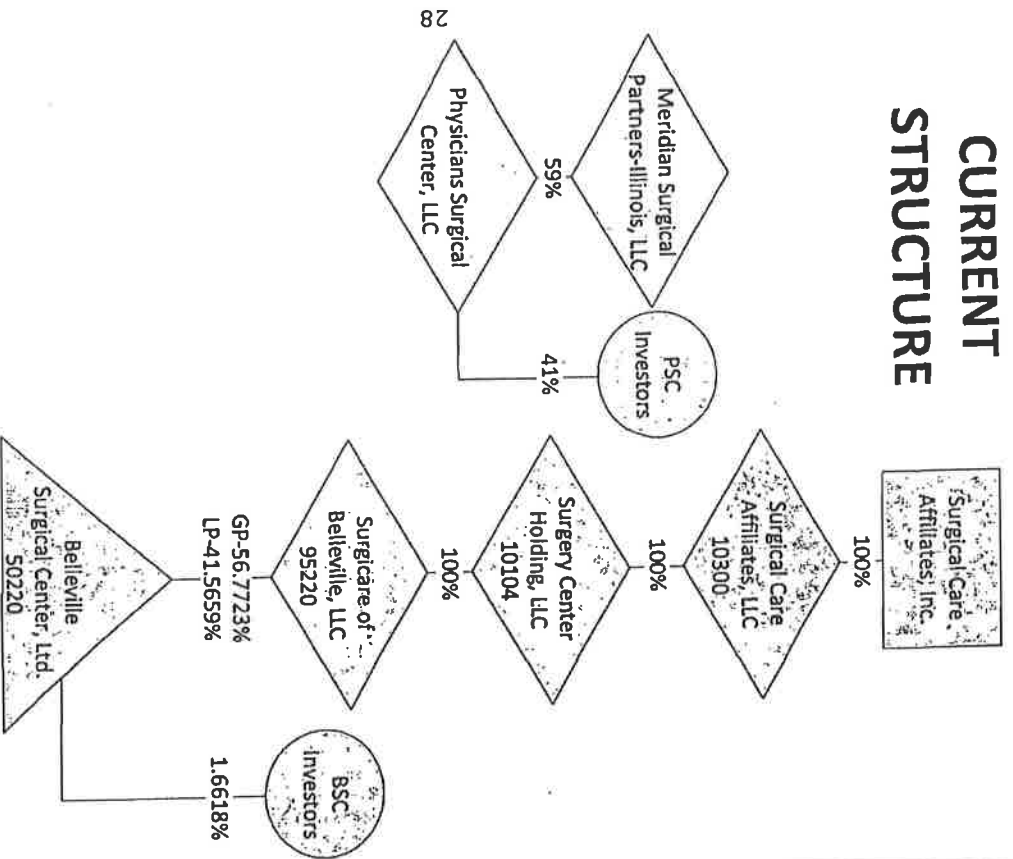 CURRENT
STRUCTURE
Meridian Surgical
Partners-Illinois, LLC
PSC
Investors
59%
41%
Physicians Surgical
Center, LLC
Surgical Care
Affiliates, Inc.
100%
Surgical Care
Affiliates, LLC
10300
100%
Surgery Center
Holding, LLC
10104
100%
Surgicare of
Belleville, LLC
95220
GP-56.7723%
LP-41.5659%
BSC
Investors
1.6618%
Belleville
Surgical Center, Ltd.
50220
28